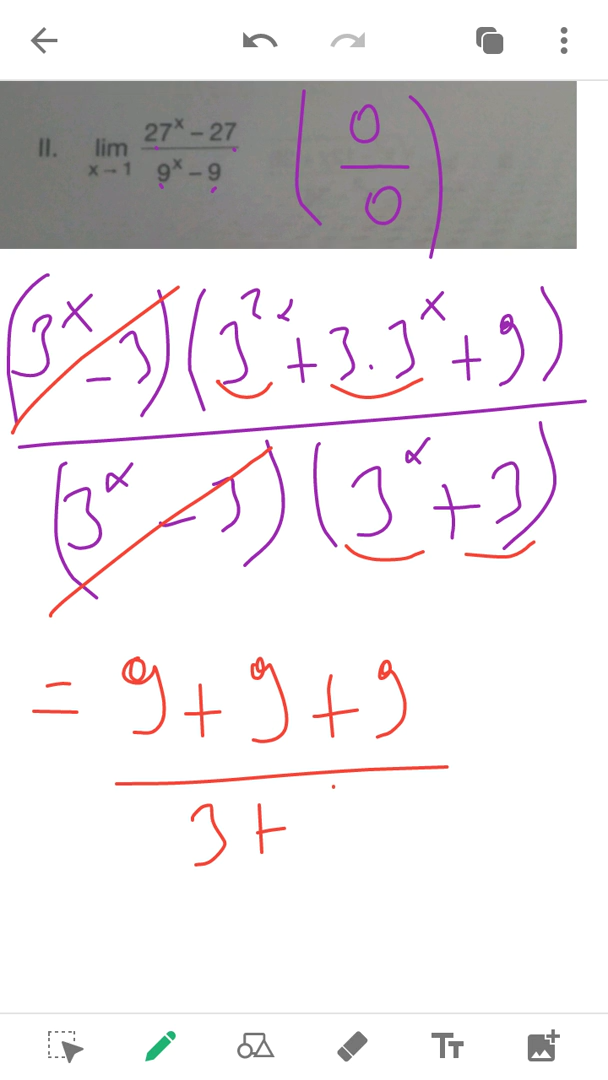 II. lim x→1 27^x − 27 / 9^x − 9 (0/0)
(3^x − 3)(3^2x + 3.3^x + 9)
(3^x − 3)(3^x + 3)
= 9 + 9 + 9
3 +
Tт